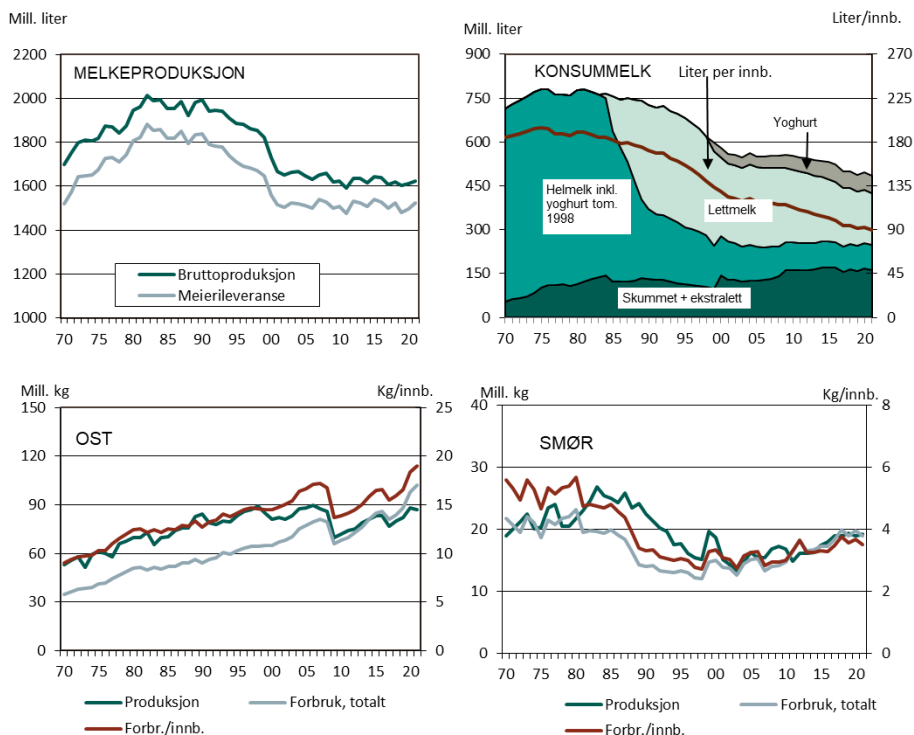 Mill. liter
MELKEPRODUKSJON
2200
2000
1800
1600
1400
1200
1000
Bruttoproduksjon
Meierileveranse
70 75 80 85 90 95 00 05 10 15 20
Mill. liter
Liter/innb.
KONSUMMELK
900
750
600
450
300
150
0
270
225
180
135
90
45
0
Liter per innb.
Yoghurt
Helmelk inkl.
yoghurt tom.
1998
Lettmelk
Skummet + ekstralett
70 75 80 85 90 95 00 05 10 15 20
Mill. kg
Kg/innb.
OST
150
120
90
60
30
0
25
20
15
10
5
0
70 75 80 85 90 95 00 05 10 15 20
Produksjon
Forbruk, totalt
Forbr./innb.
Mill. kg
Kg/innb.
SMØR
40
30
20
10
0
8
6
4
2
0
70 75 80 85 90 95 00 05 10 15 20
Produksjon
Forbruk, totalt
Forbr./innb.